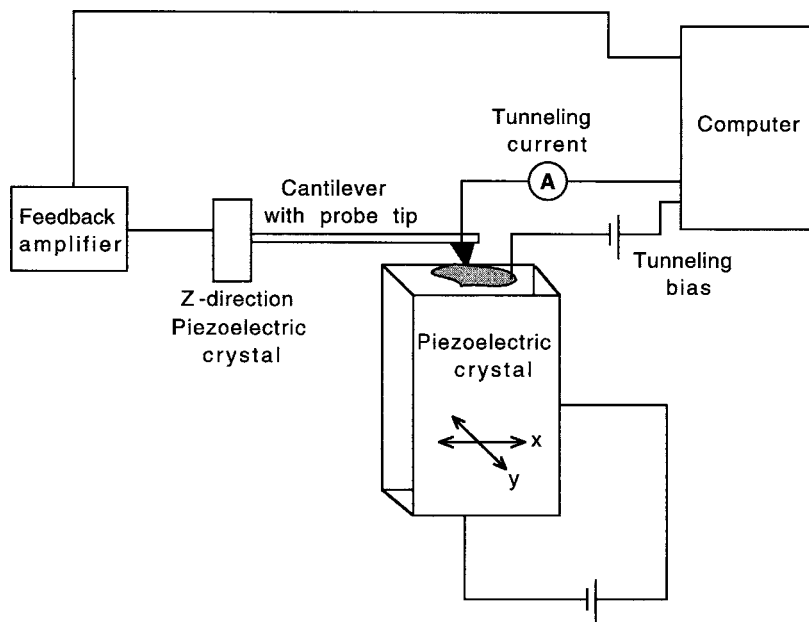 Tunneling
current
A
Computer
Cantilever
with probe tip
Feedback
amplifier
Tunneling
bias
Z-direction
Piezoelectric
crystal
Piezoelectric
crystal
x
y